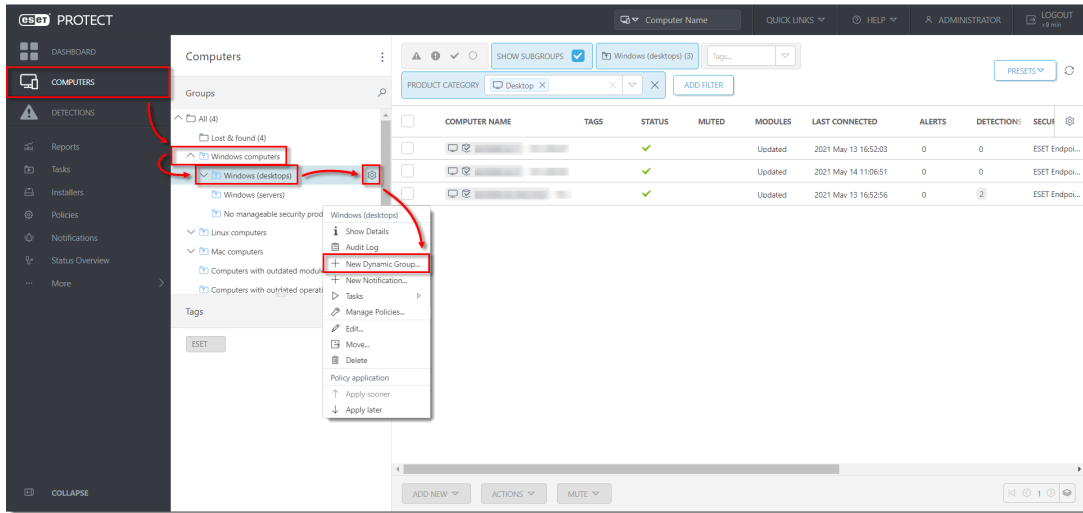 eset PROTECT
Computer Name
QUICK LINKS
HELP
ADMINISTRATOR
LOGOUT
>9 min
DASHBOARD
COMPUTERS
DETECTIONS
Reports
Tasks
Installers
Policies
Notifications
Status Overview
More
COLLAPSE
Computers
Groups
All (4)
Lost & found (4)
Windows computers
Windows (desktops)
Windows (servers)
No manageable security prod
Linux computers
Mac computers
Computers with outdated modul
Computers with outdated operati
Tags
ESET
Windows (desktops)
Show Details
Audit Log
New Dynamic Group...
New Notification...
Tasks
Manage Policies...
Edit...
Move...
Delete
Policy application
Apply sooner
Apply later
SHOW SUBGROUPS
Windows (desktops) (3)
Tags...
PRESETS
PRODUCT CATEGORY
Desktop
ADD FILTER
COMPUTER NAME TAGS STATUS MUTED MODULES LAST CONNECTED ALERTS DETECTIONS SECUR
Updated 2021 May 13 16:52:03 0 0 ESET Endpoi...
Updated 2021 May 14 11:06:51 0 0 ESET Endpoi...
Updated 2021 May 13 16:52:56 0 2 ESET Endpoi...
ADD NEW
ACTIONS
MUTE
1